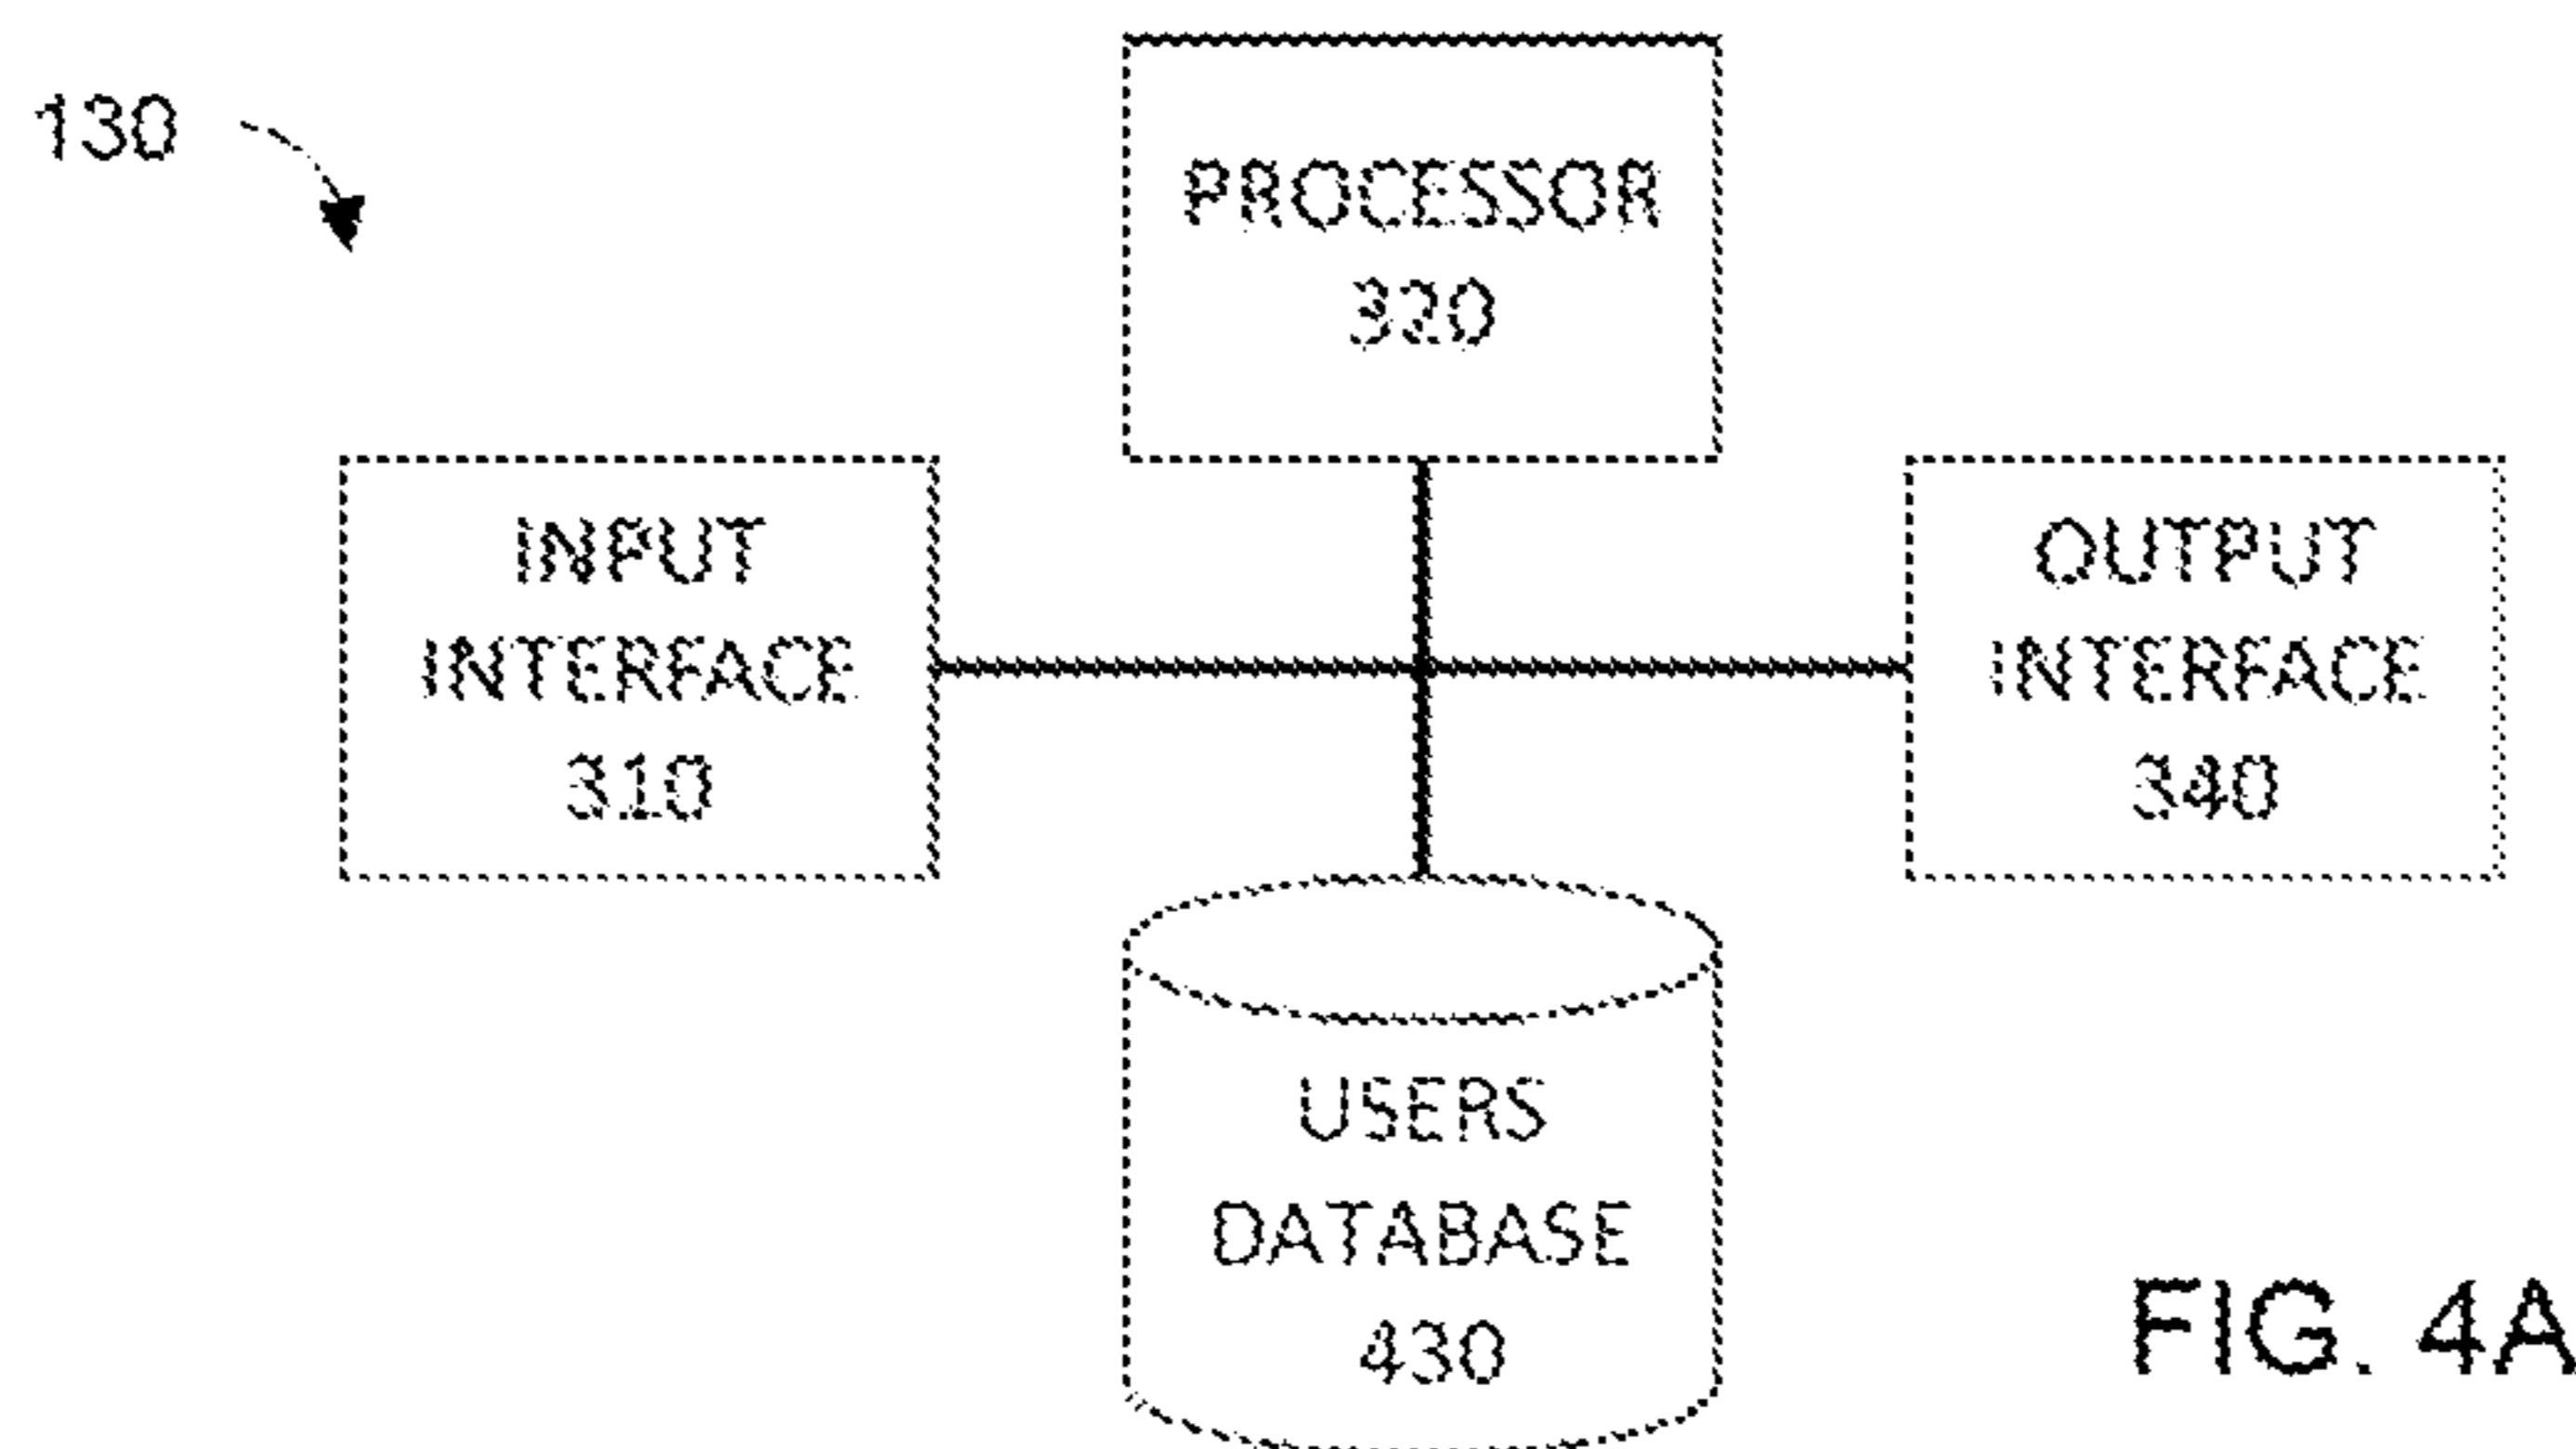 130
PROCESSOR
320
INPUT
INTERFACE
310
OUTPUT
INTERFACE
340
USERS
DATABASE
430
FIG. 4A